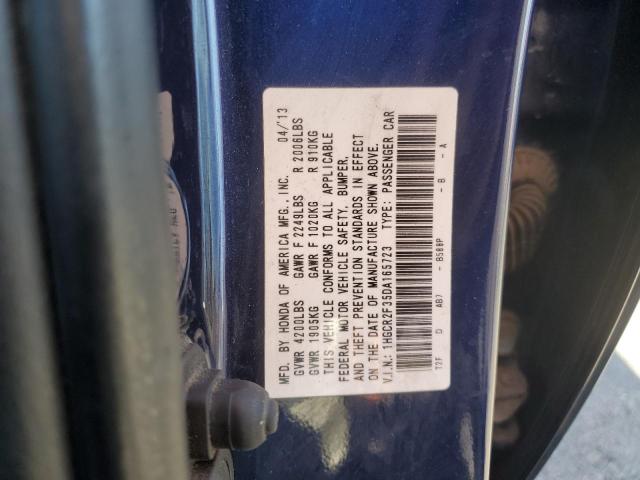 MFD. BY HONDA OF AMERICA MFG., INC. 04/'13
GVWR 4200LBS GAWR F 2249LBS R 2006LBS
GVWR 1905KG GAWR F 1020KG R 910KG
THIS VEHICLE CONFORMS TO ALL APPLICABLE
FEDERAL MOTOR VEHICLE SAFETY, BUMPER,
AND THEFT PREVENTION STANDARDS IN EFFECT
ON THE DATE OF MANUFACTURE SHOWN ABOVE.
V.I.N.: 1HGCR2F35DA165723 TYPE: PASSENGER CAR
T2F D AB7 - B588P - B - A